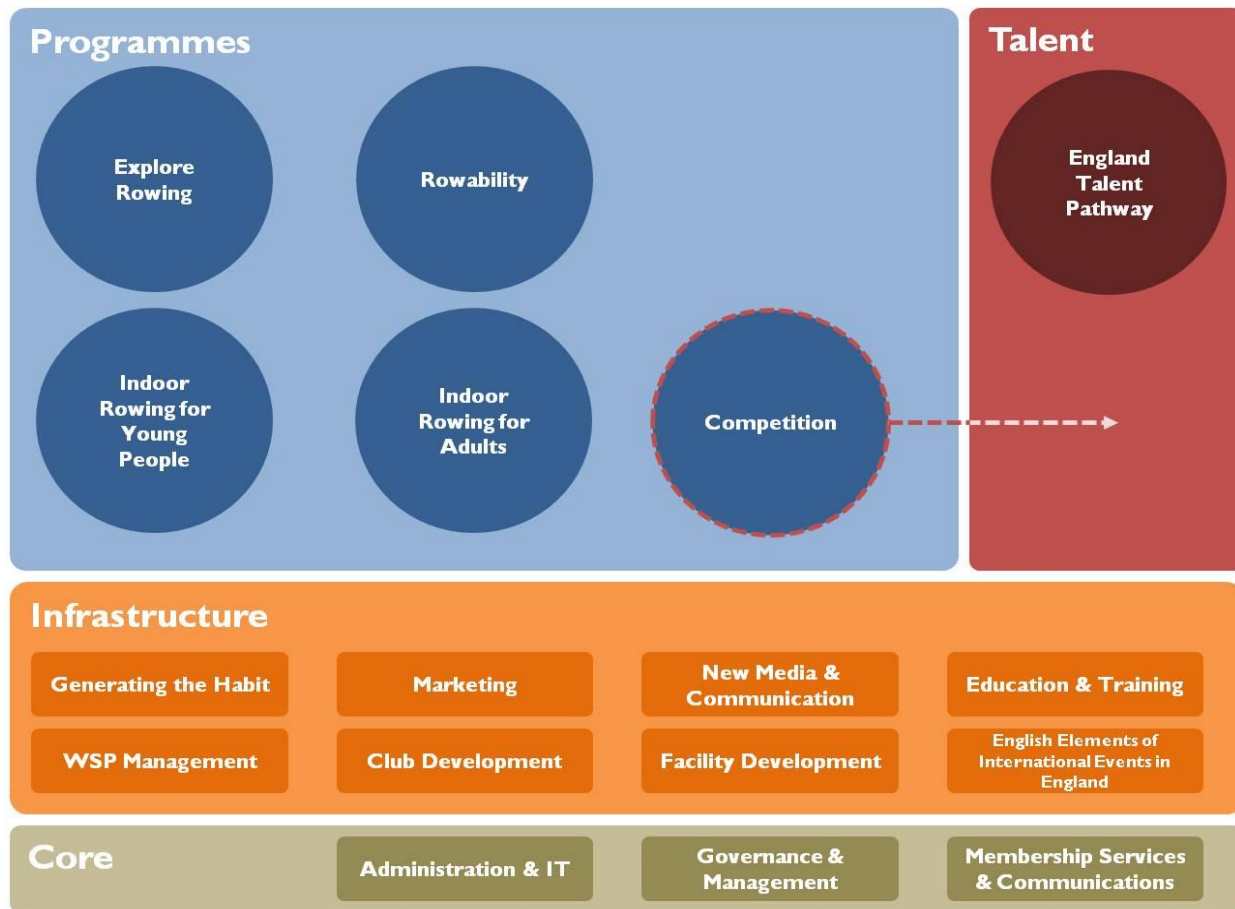 Programmes
Talent
Explore
Rowing
Rowability
England
Talent
Pathway
Indoor
Rowing for
Young
People
Indoor
Rowing for
Adults
Competition
Infrastructure
Generating the Habit
Marketing
New Media &
Communication
Education & Training
WSP Management
Club Development
Facility Development
English Elements of
International Events in
England
Core
Administration & IT
Governance &
Management
Membership Services
& Communications